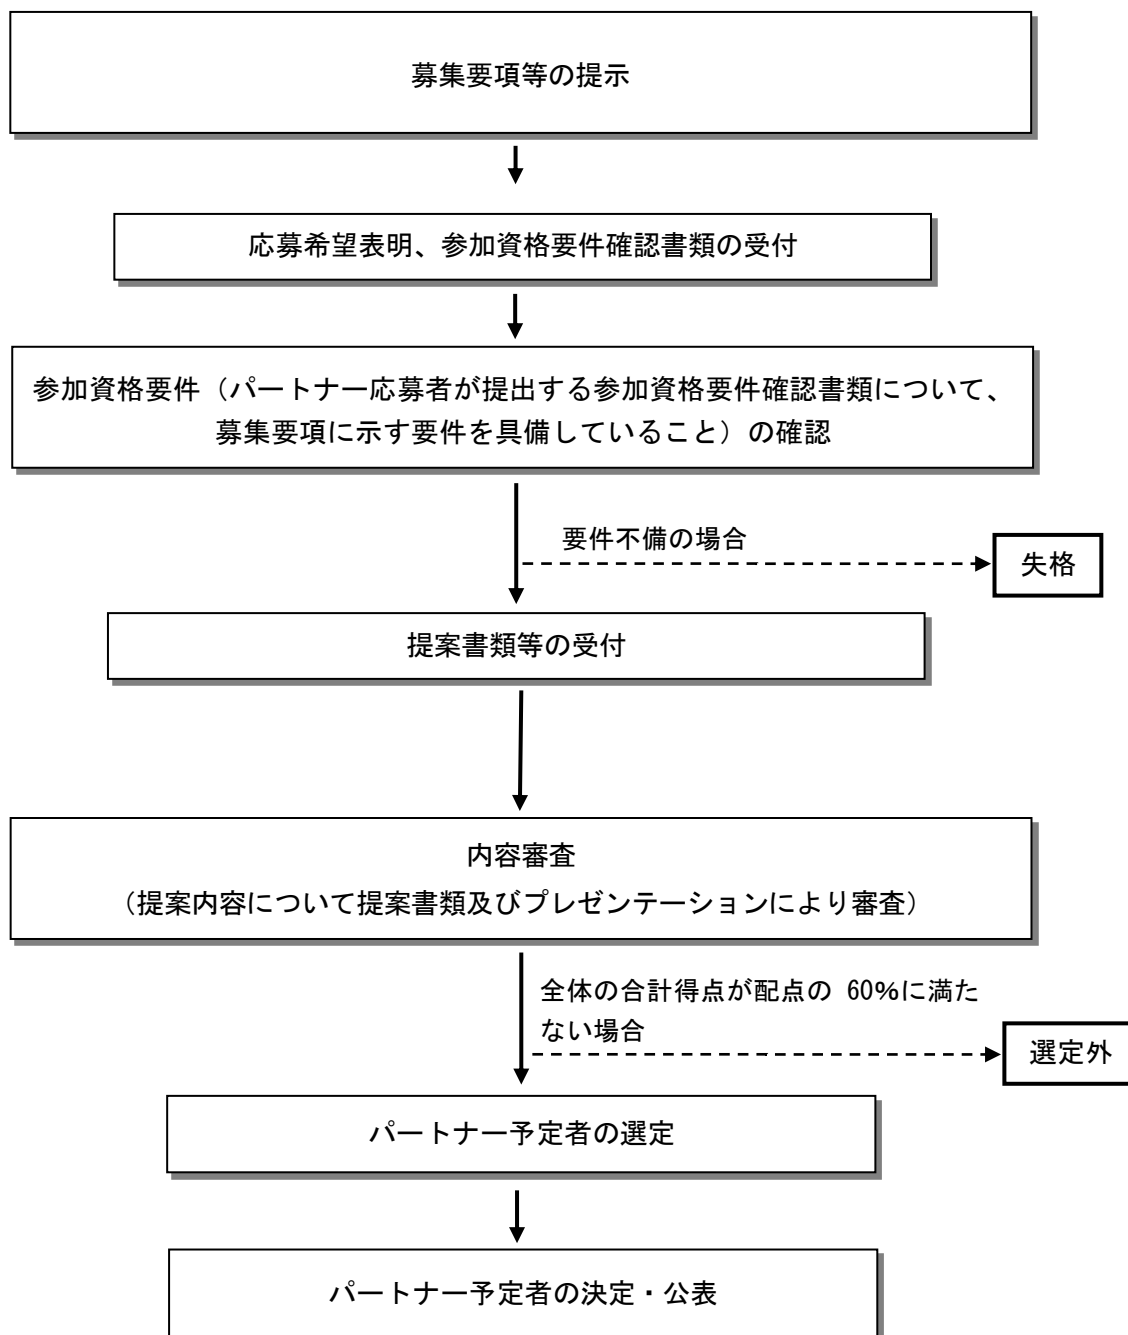 募集要項等の提示
応募希望表明、参加資格要件確認書類の受付
参加資格要件（パートナー応募者が提出する参加資格要件確認書類について、
募集要項に示す要件を具備していること）の確認
要件不備の場合
失格
提案書類等の受付
内容審査
（提案内容について提案書類及びプレゼンテーションにより審査）
全体の合計得点が配点の 60%に満た
ない場合
選定外
パートナー予定者の選定
パートナー予定者の決定・公表